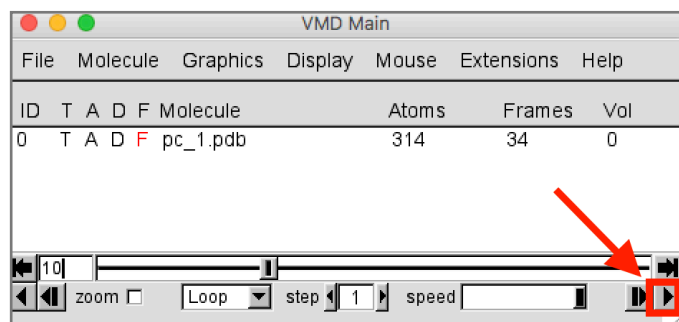 VMD Main
File Molecule Graphics Display Mouse Extensions Help
ID T A D F Molecule Atoms Frames Vol
0 T A D F pc_1.pdb 314 34 0
10
zoom Loop step 1 speed